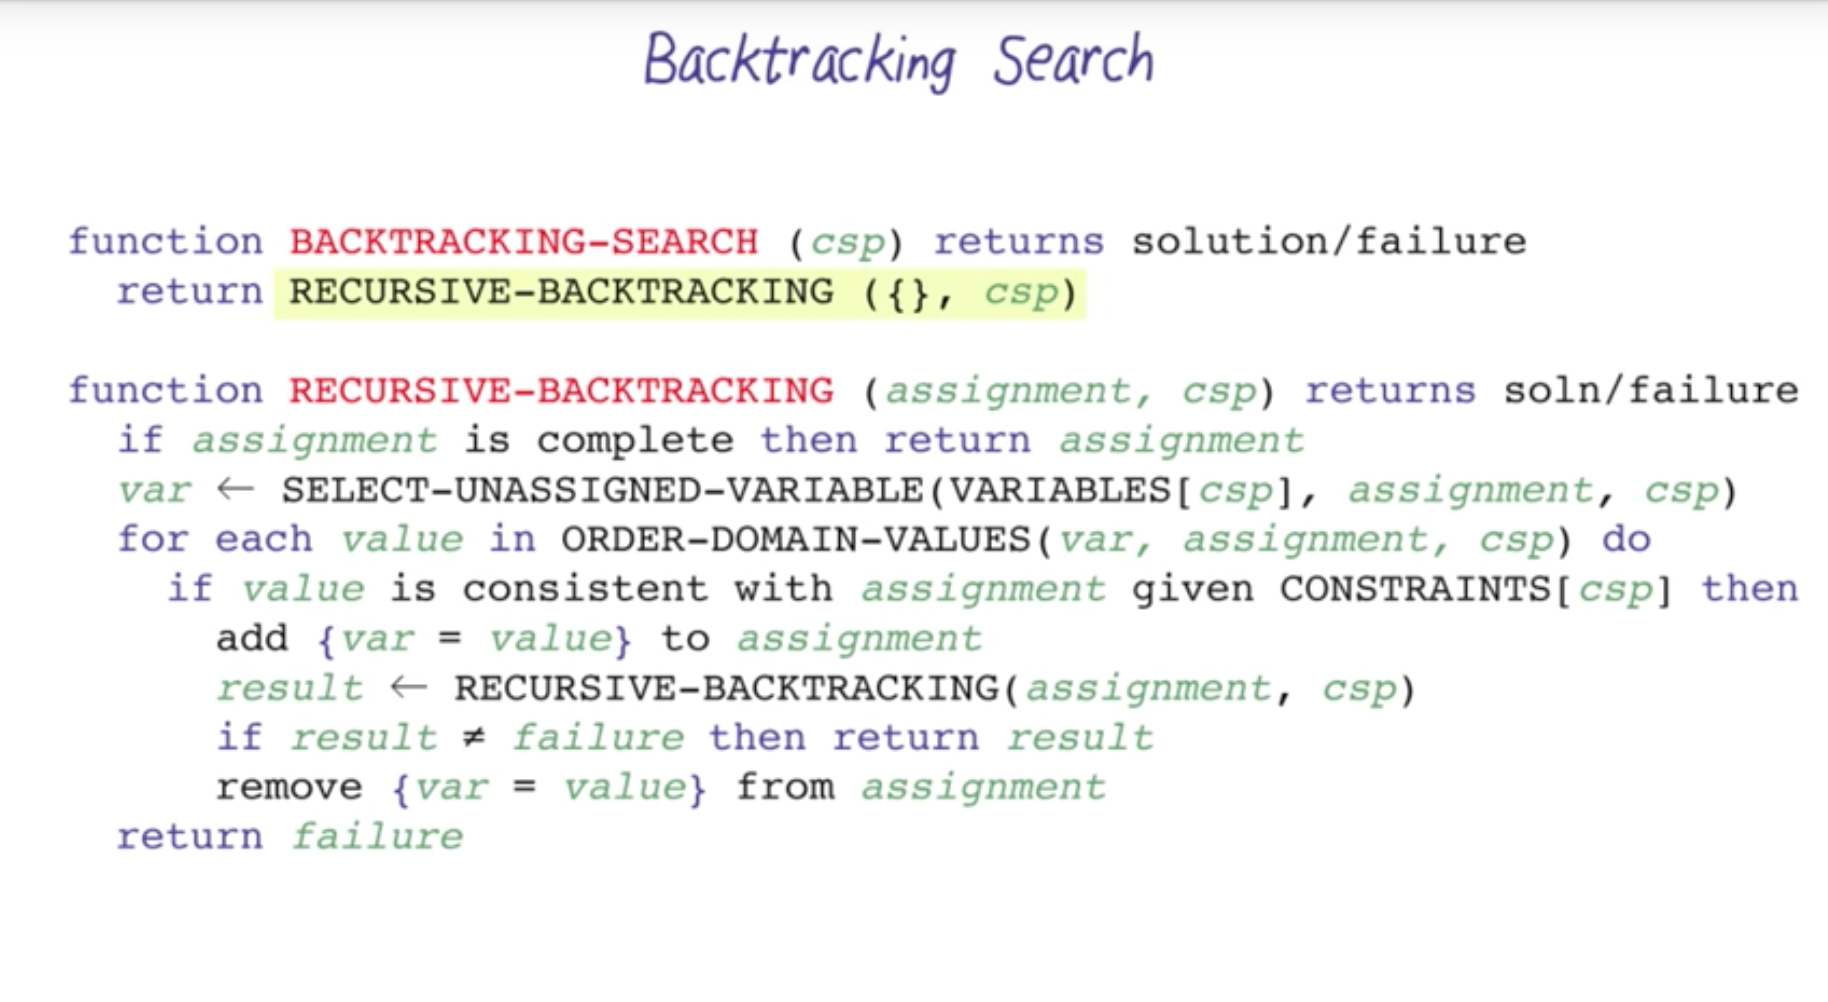 Backtracking Search
function BACKTRACKING-SEARCH (csp) returns solution/failure
return RECURSIVE-BACKTRACKING ({}, csp)
function RECURSIVE-BACKTRACKING (assignment, csp) returns soln/failure
if assignment is complete then return assignment
var ← SELECT-UNASSIGNED-VARIABLE(VARIABLES[csp], assignment, csp)
for each value in ORDER-DOMAIN-VALUES(var, assignment, csp) do
if value is consistent with assignment given CONSTRAINTS[csp] then
add {var = value} to assignment
result ← RECURSIVE-BACKTRACKING(assignment, csp)
if result ≠ failure then return result
remove {var = value} from assignment
return failure